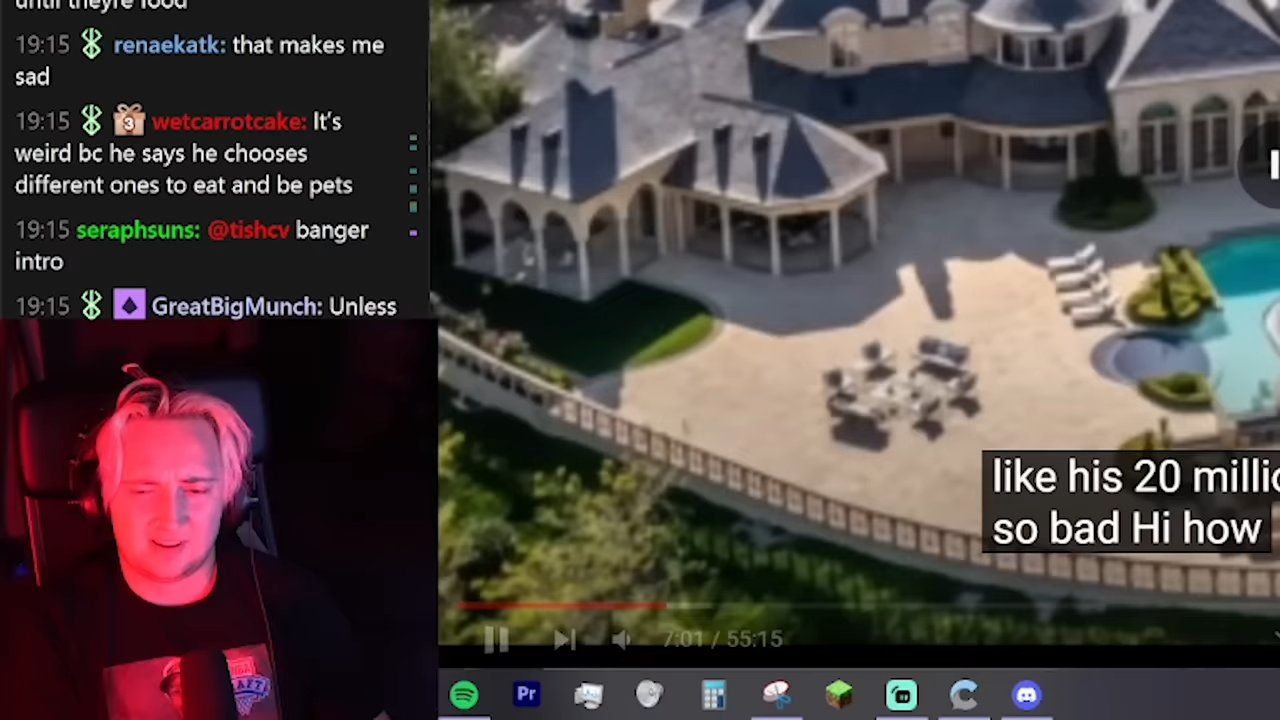 until theyre food
19:15 renaekatk: that makes me
sad
19:15 3 wetcarrotcake: It's
weird bc he says he chooses
different ones to eat and be pets
19:15 seraphsuns: @tishcv banger
intro
19:15 GreatBigMunch: Unless
like his 20 millio
so bad Hi how
7:01 / 55:15
Pr